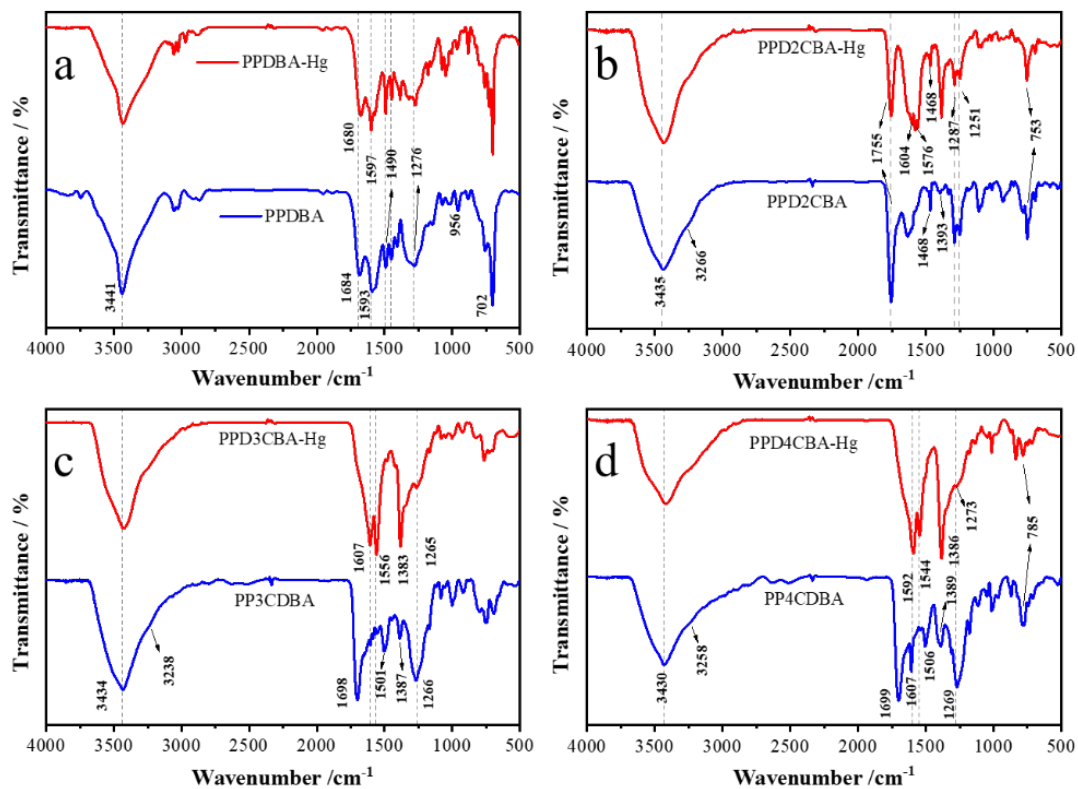 a
PPDBA-Hg
1680
1597
1490
1276
PPDBA
3441
1684
1593
956
702
Transmittance / %
4000 3500 3000 2500 2000 1500 1000 500
Wavenumber /cm-1
b
PPD2CBA-Hg
1755
1604
1576
1468
1287
1251
753
PPD2CBA
3435
3266
1468
1393
Transmittance / %
4000 3500 3000 2500 2000 1500 1000 500
Wavenumber /cm-1
c
PPD3CBA-Hg
1607
1556
1383
1265
PP3CDBA
3434
3238
1698
1501
1387
1266
Transmittance / %
4000 3500 3000 2500 2000 1500 1000 500
Wavenumber /cm-1
d
PPD4CBA-Hg
1592
1544
1389
1386
1273
785
PP4CDBA
3430
3258
1699
1607
1506
1269
Transmittance / %
4000 3500 3000 2500 2000 1500 1000 500
Wavenumber /cm-1